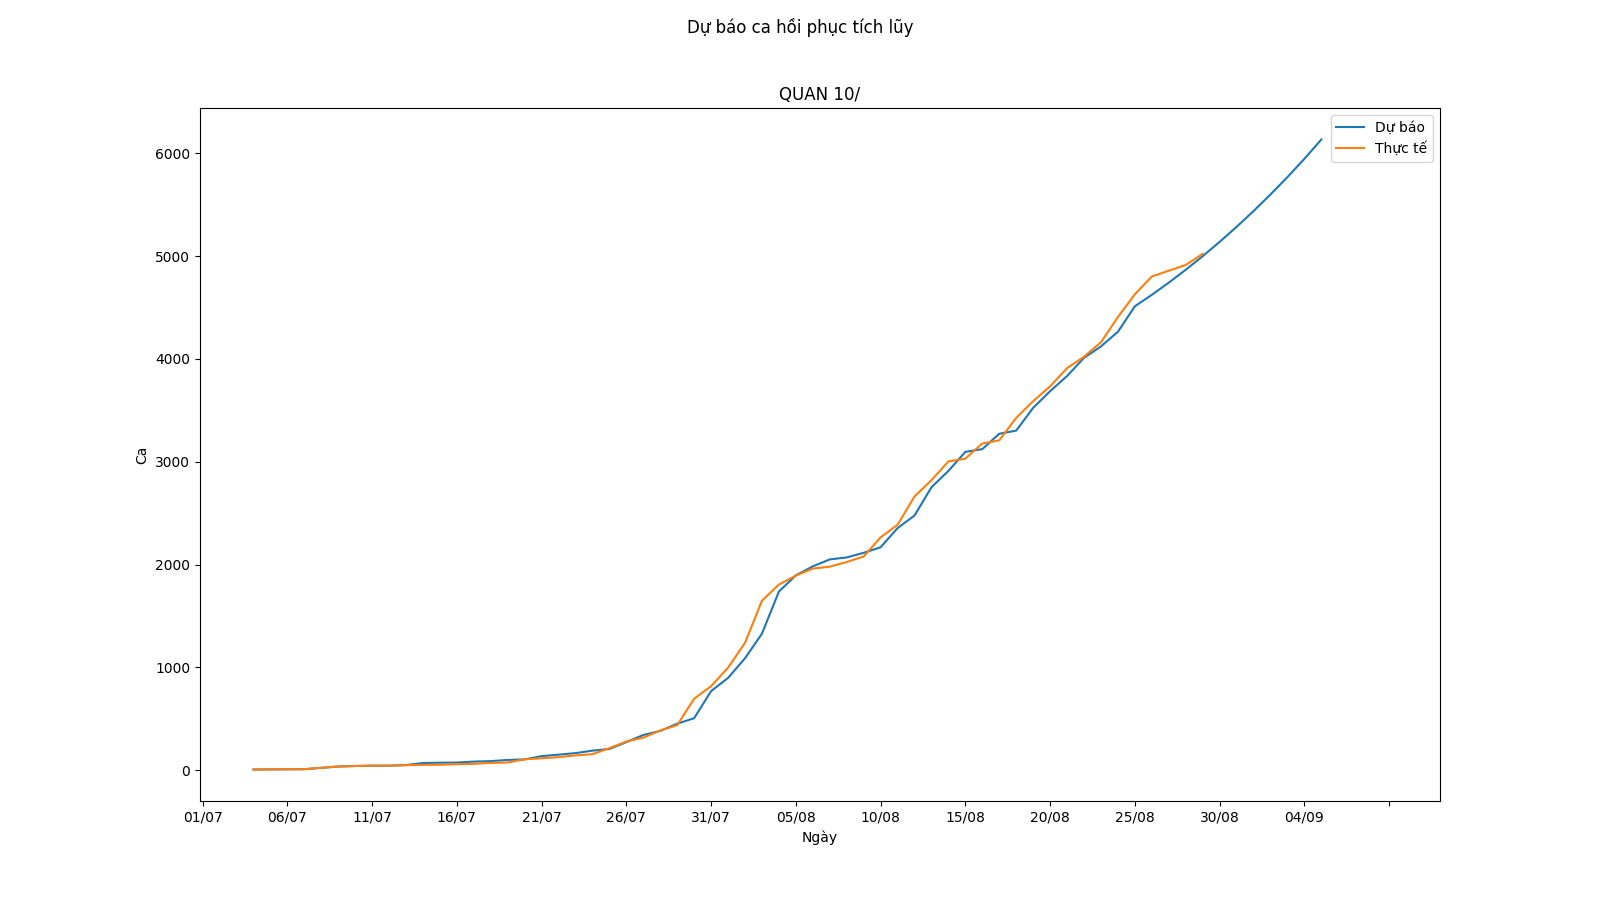 Dự báo ca hồi phục tích lũy
QUAN 10/
Dự báo
Thực tế
6000
5000
4000
3000
2000
1000
0
Ca
01/07 06/07 11/07 16/07 21/07 26/07 31/07 05/08 10/08 15/08 20/08 25/08 30/08 04/09
Ngày